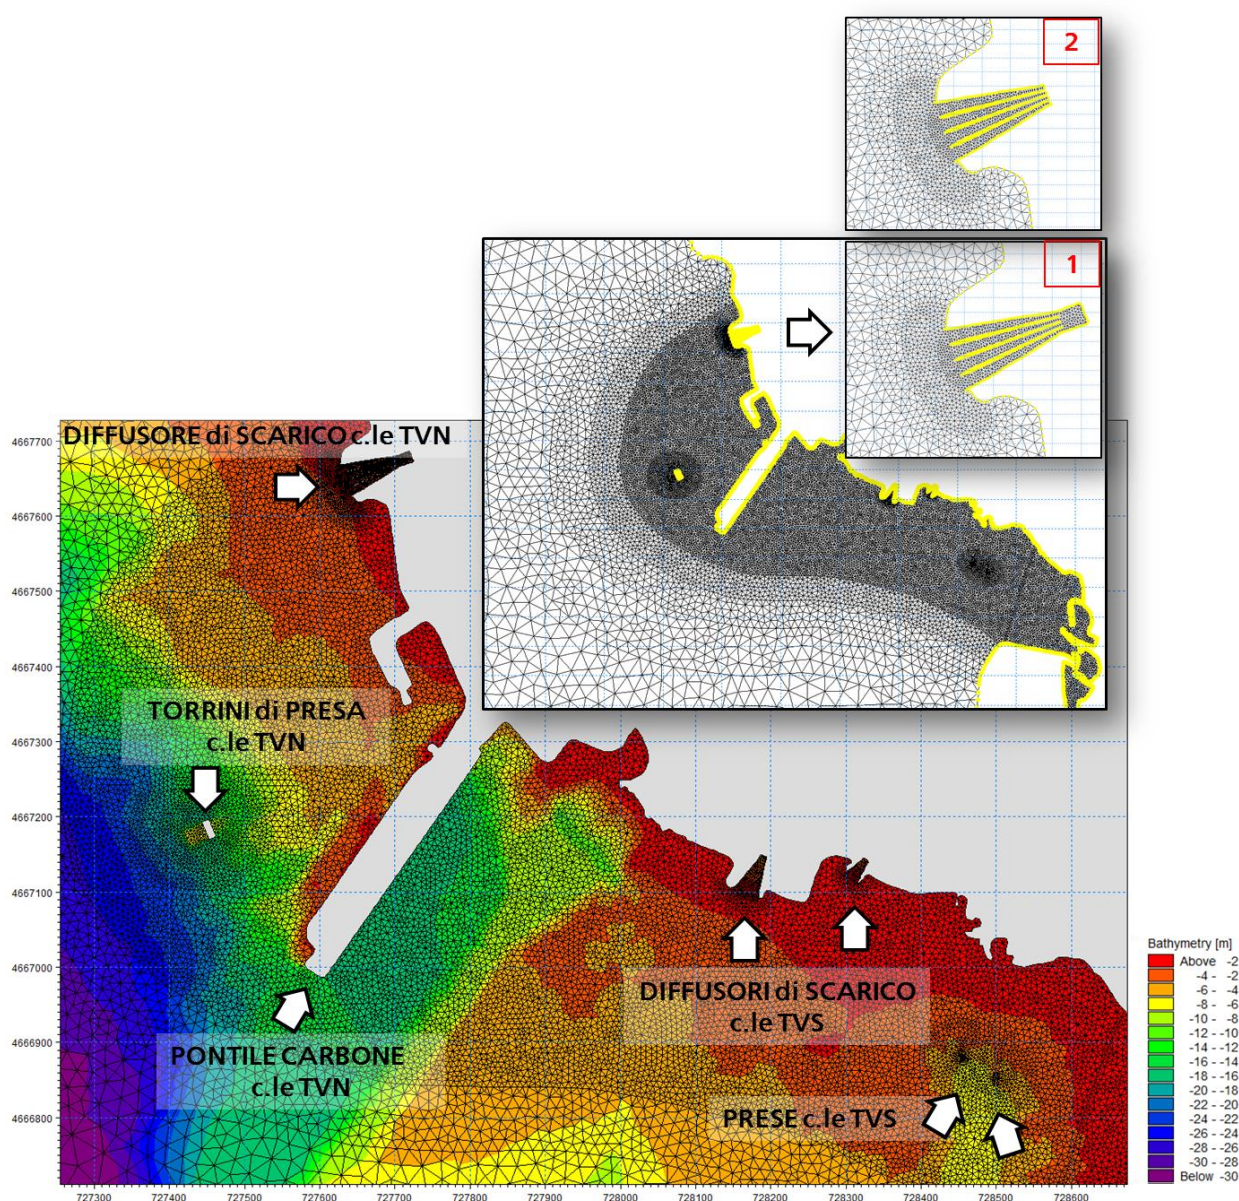 2
1
DIFFUSORE di SCARICO c.le TVN
TORRINI di PRESA
c.le TVN
PONTILE CARBONE
c.le TVN
DIFFUSORI di SCARICO
c.le TVS
PRESE c.le TVS
4667700
4667600
4667500
4667400
4667300
4667200
4667100
4667000
4666900
4666800
727300 727400 727500 727600 727700 727800 727900 728000 728100 728200 728300 728400 728500 728600
Bathymetry [m]
Above -2
-4 - -2
-6 - -4
-8 - -6
-10 - -8
-12 - -10
-14 - -12
-16 - -14
-18 - -16
-20 - -18
-22 - -20
-24 - -22
-26 - -24
-28 - -26
-30 - -28
Below -30